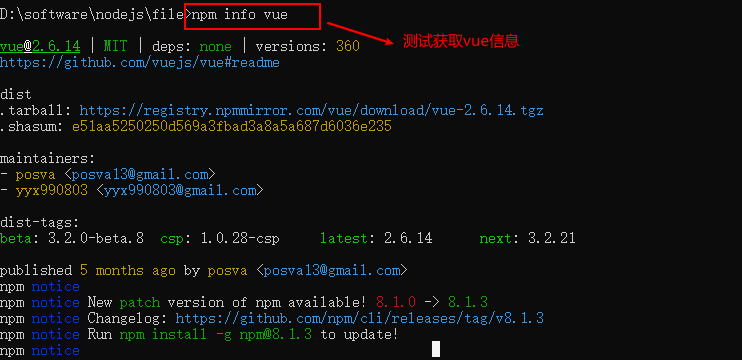 D:\software\nodejs\file>npm info vue
测试获取vue信息
vue@2.6.14 | MIT | deps: none | versions: 360
https://github.com/vuejs/vue#readme
dist
.tarball: https://registry.npmmirror.com/vue/download/vue-2.6.14.tgz
.shasum: e51aa5250250d569a3fbad3a8a5a687d6036e235
maintainers:
- posva <posva13@gmail.com>
- yyx990803 <yyx990803@gmail.com>
dist-tags:
beta: 3.2.0-beta.8  csp: 1.0.28-csp     latest: 2.6.14      next: 3.2.21
published 5 months ago by posva <posva13@gmail.com>
npm notice
npm notice New patch version of npm available! 8.1.0 -> 8.1.3
npm notice Changelog: https://github.com/npm/cli/releases/tag/v8.1.3
npm notice Run npm install -g npm@8.1.3 to update!
npm notice